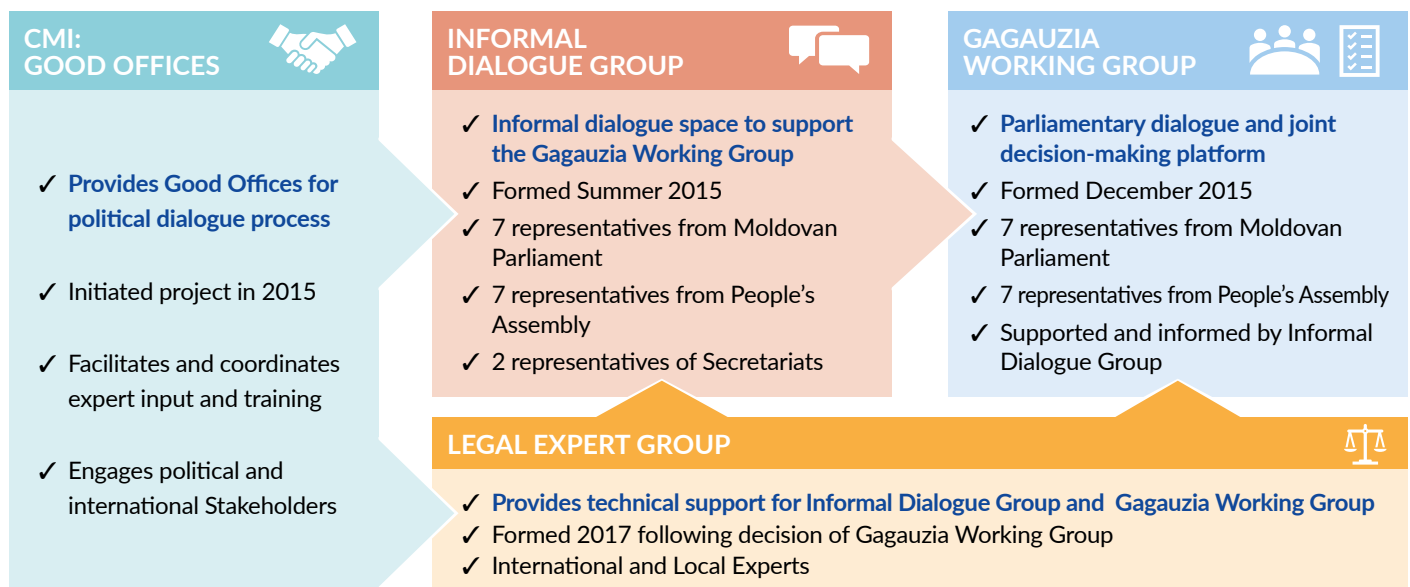 CMI:
GOOD OFFICES
✓ Provides Good Offices for
political dialogue process
✓ Initiated project in 2015
✓ Facilitates and coordinates
expert input and training
✓ Engages political and
international Stakeholders
INFORMAL
DIALOGUE GROUP
✓ Informal dialogue space to support
the Gagauzia Working Group
✓ Formed Summer 2015
✓ 7 representatives from Moldovan
Parliament
✓ 7 representatives from People’s
Assembly
✓ 2 representatives of Secretariats
GAGAUZIA
WORKING GROUP
✓ Parliamentary dialogue and joint
decision-making platform
✓ Formed December 2015
✓ 7 representatives from Moldovan
Parliament
✓ 7 representatives from People’s Assembly
✓ Supported and informed by Informal
Dialogue Group
LEGAL EXPERT GROUP
✓ Provides technical support for Informal Dialogue Group and Gagauzia Working Group
✓ Formed 2017 following decision of Gagauzia Working Group
✓ International and Local Experts